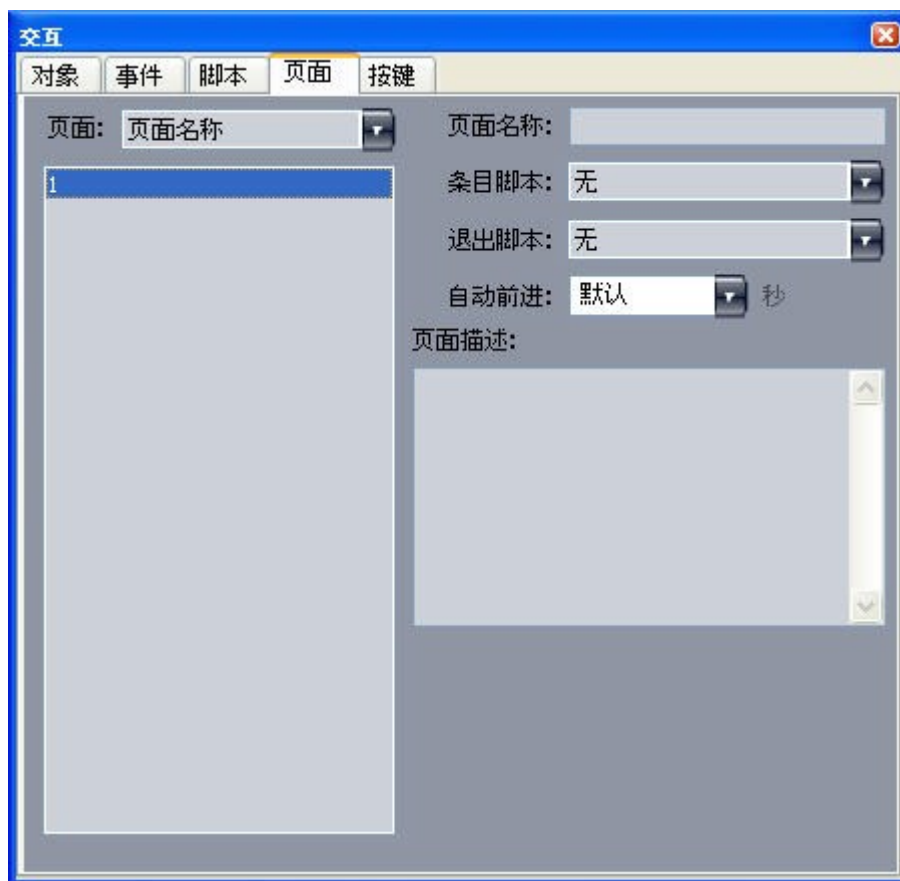 交互
对象 事件 脚本 页面 按键
页面: 页面名称
1
页面名称:
条目脚本: 无
退出脚本: 无
自动前进: 默认 秒
页面描述: